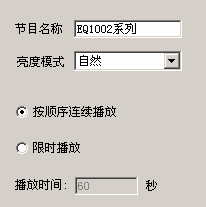 节目名称 EQ1002系列
亮度模式 自然
按顺序连续播放
限时播放
播放时间: 60 秒